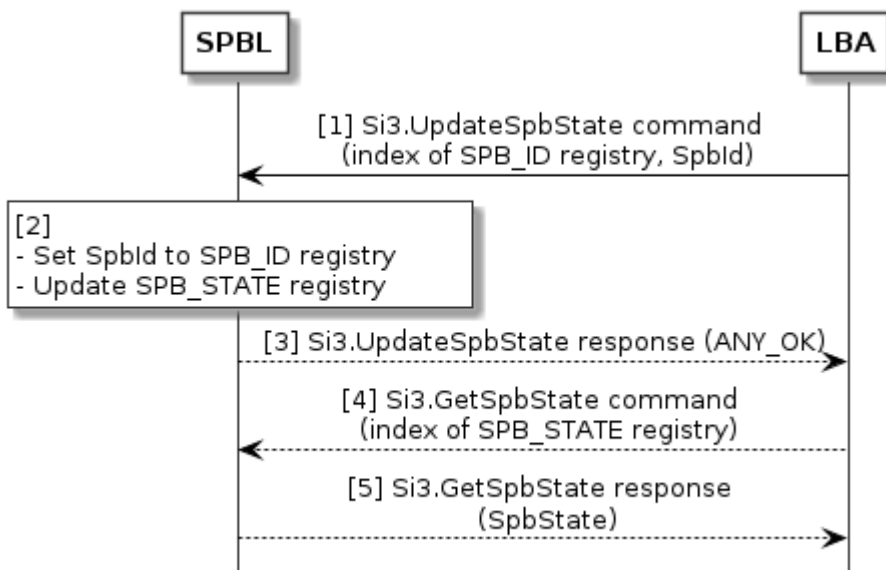 SPBL
LBA
[1] Si3.UpdateSpbState command
(index of SPB_ID registry, SpbId)
[2]
- Set SpbId to SPB_ID registry
- Update SPB_STATE registry
[3] Si3.UpdateSpbState response (ANY_OK)
[4] Si3.GetSpbState command
(index of SPB_STATE registry)
[5] Si3.GetSpbState response
(SpbState)